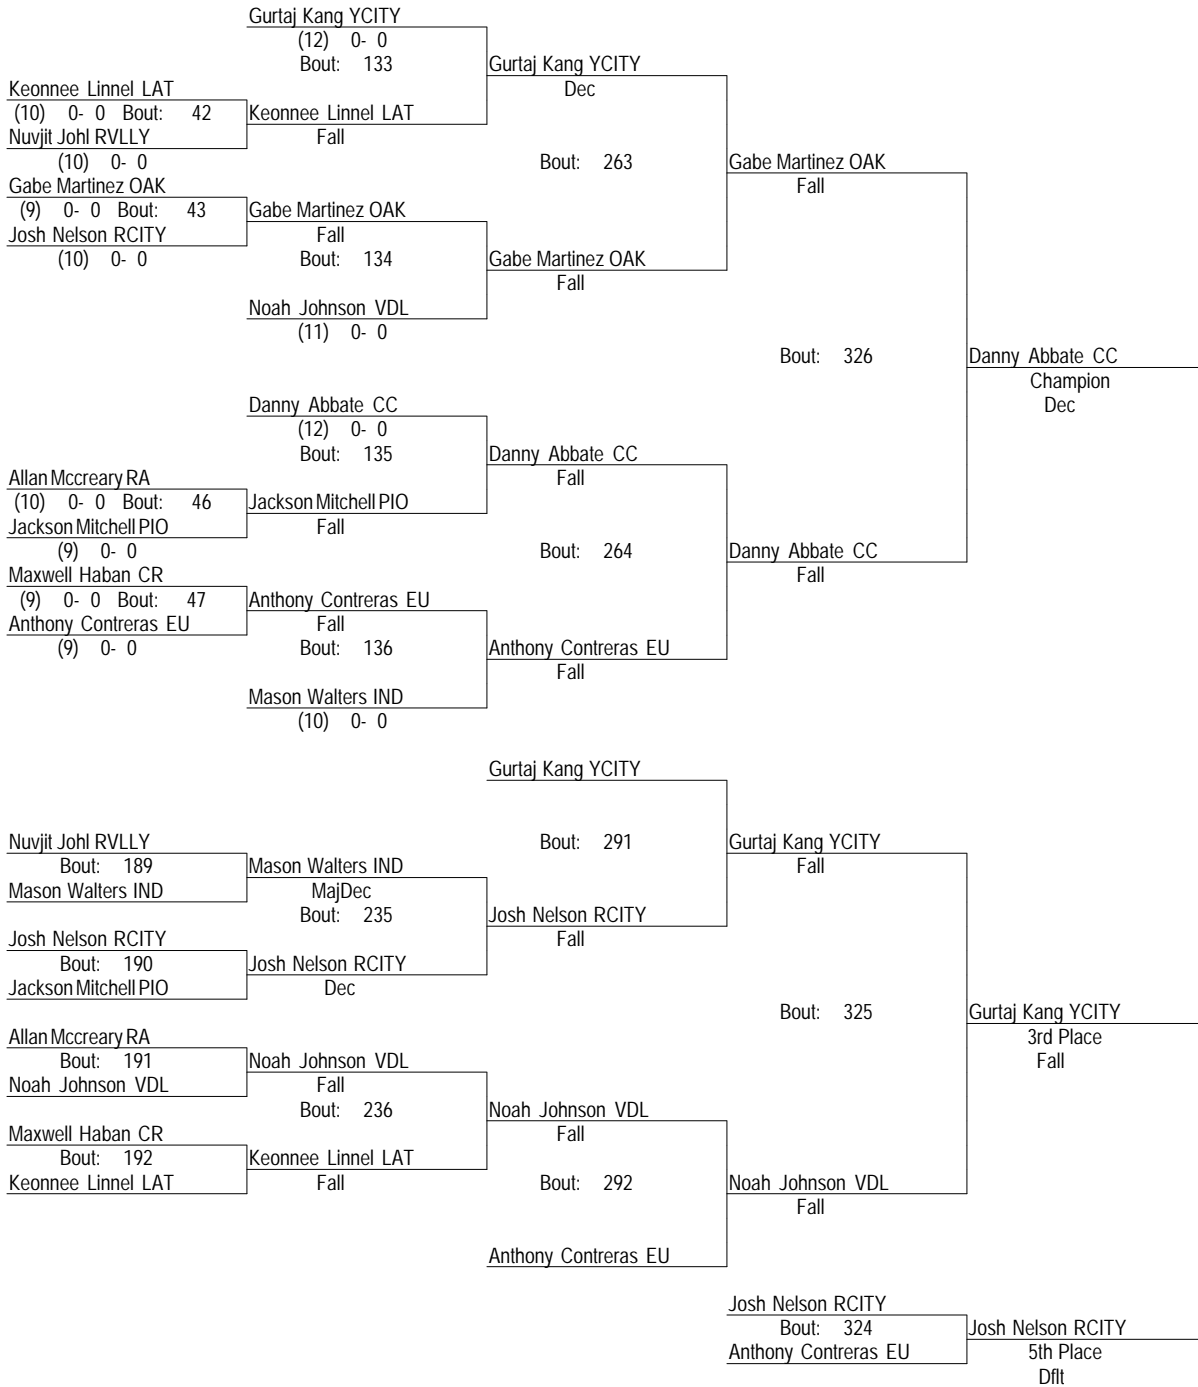 Gurtaj Kang YCITY
(12) 0- 0
Bout: 133
Gurtaj Kang YCITY
Dec
Keonnee Linnel LAT
(10) 0- 0 Bout: 42
Keonnee Linnel LAT
Nuvjit Johl RVLLY
Fall
(10) 0- 0
Bout: 263
Gabe Martinez OAK
Fall
Gabe Martinez OAK
(9) 0- 0 Bout: 43
Gabe Martinez OAK
Josh Nelson RCITY
Fall
(10) 0- 0
Bout: 134
Gabe Martinez OAK
Fall
Noah Johnson VDL
(11) 0- 0
Bout: 326
Danny Abbate CC
Champion
Dec
Danny Abbate CC
(12) 0- 0
Bout: 135
Danny Abbate CC
Fall
Allan Mccreary RA
(10) 0- 0 Bout: 46
Jackson Mitchell PIO
Jackson Mitchell PIO
Fall
(9) 0- 0
Bout: 264
Danny Abbate CC
Fall
Maxwell Haban CR
(9) 0- 0 Bout: 47
Anthony Contreras EU
Anthony Contreras EU
Fall
(9) 0- 0
Bout: 136
Anthony Contreras EU
Fall
Mason Walters IND
(10) 0- 0
Gurtaj Kang YCITY
Bout: 291
Gurtaj Kang YCITY
Fall
Nuvjit Johl RVLLY
Bout: 189
Mason Walters IND
Mason Walters IND
MajDec
Bout: 235
Josh Nelson RCITY
Fall
Josh Nelson RCITY
Bout: 190
Josh Nelson RCITY
Jackson Mitchell PIO
Dec
Bout: 325
Gurtaj Kang YCITY
3rd Place
Fall
Allan Mccreary RA
Bout: 191
Noah Johnson VDL
Noah Johnson VDL
Fall
Bout: 236
Noah Johnson VDL
Fall
Maxwell Haban CR
Bout: 192
Keonnee Linnel LAT
Keonnee Linnel LAT
Fall
Bout: 292
Noah Johnson VDL
Fall
Anthony Contreras EU
Josh Nelson RCITY
Bout: 324
Josh Nelson RCITY
Anthony Contreras EU
5th Place
Dflt